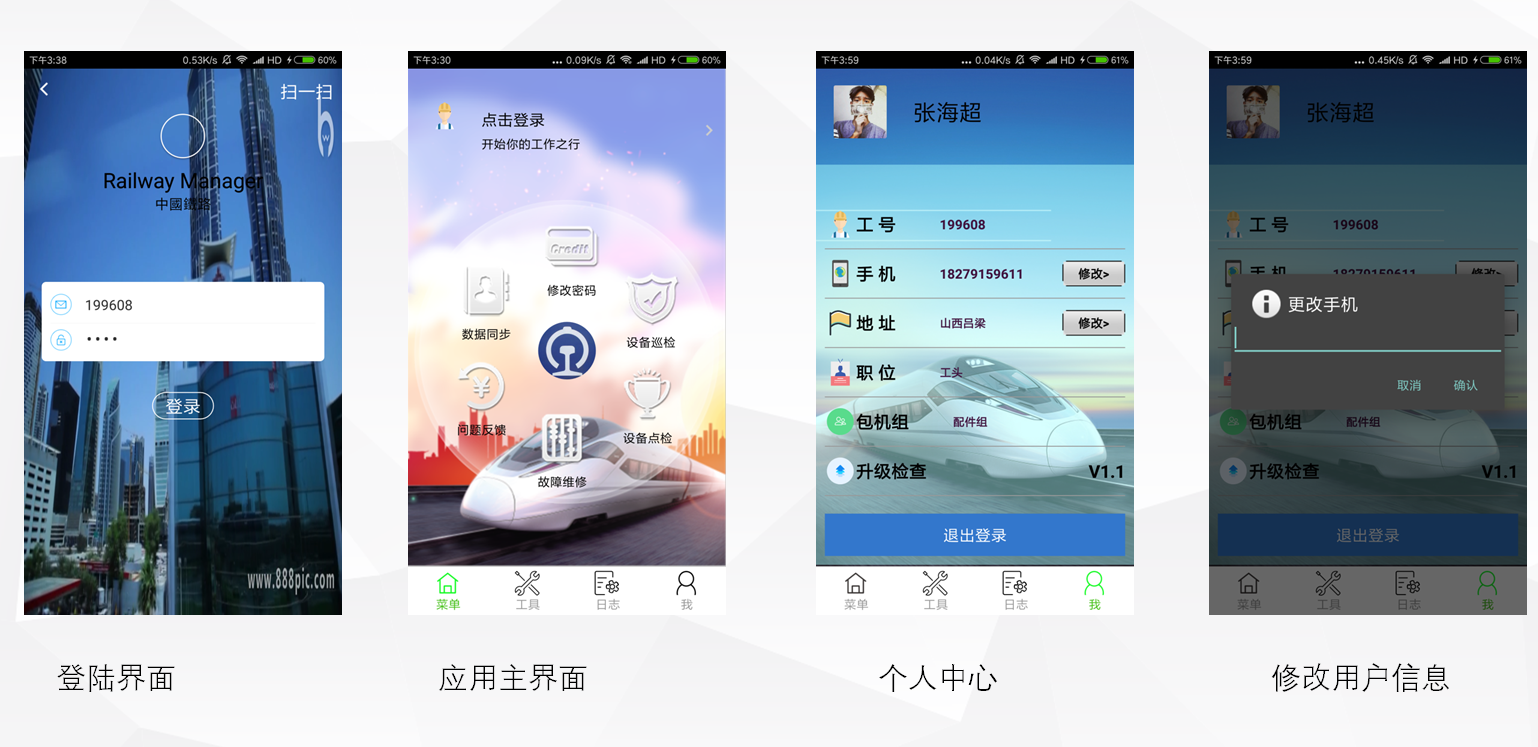 下午3:38
0.53K/s HD 60%
扫一扫
Railway Manager
中國鐵路
199608
••••
登录
www.888pic.com
登陆界面
下午3:30
... 0.09K/s HD 60%
点击登录
开始你的工作之行
Credit
修改密码
数据同步
设备巡检
问题反馈
设备点检
故障维修
菜单
工具
日志
我
应用主界面
下午3:59
... 0.04K/s HD 61%
张海超
工 号 199608
手 机 18279159611 修改>
地 址 山西吕梁 修改>
职 位 工头
包机组 配件组
升级检查 V1.1
退出登录
菜单
工具
日志
我
个人中心
下午3:59
... 0.45K/s HD 61%
张海超
工 号 199608
手 机 18279159611 修改>
更改手机
取消 确认
包机组 配件组
升级检查 V1.1
退出登录
菜单
工具
日志
我
修改用户信息